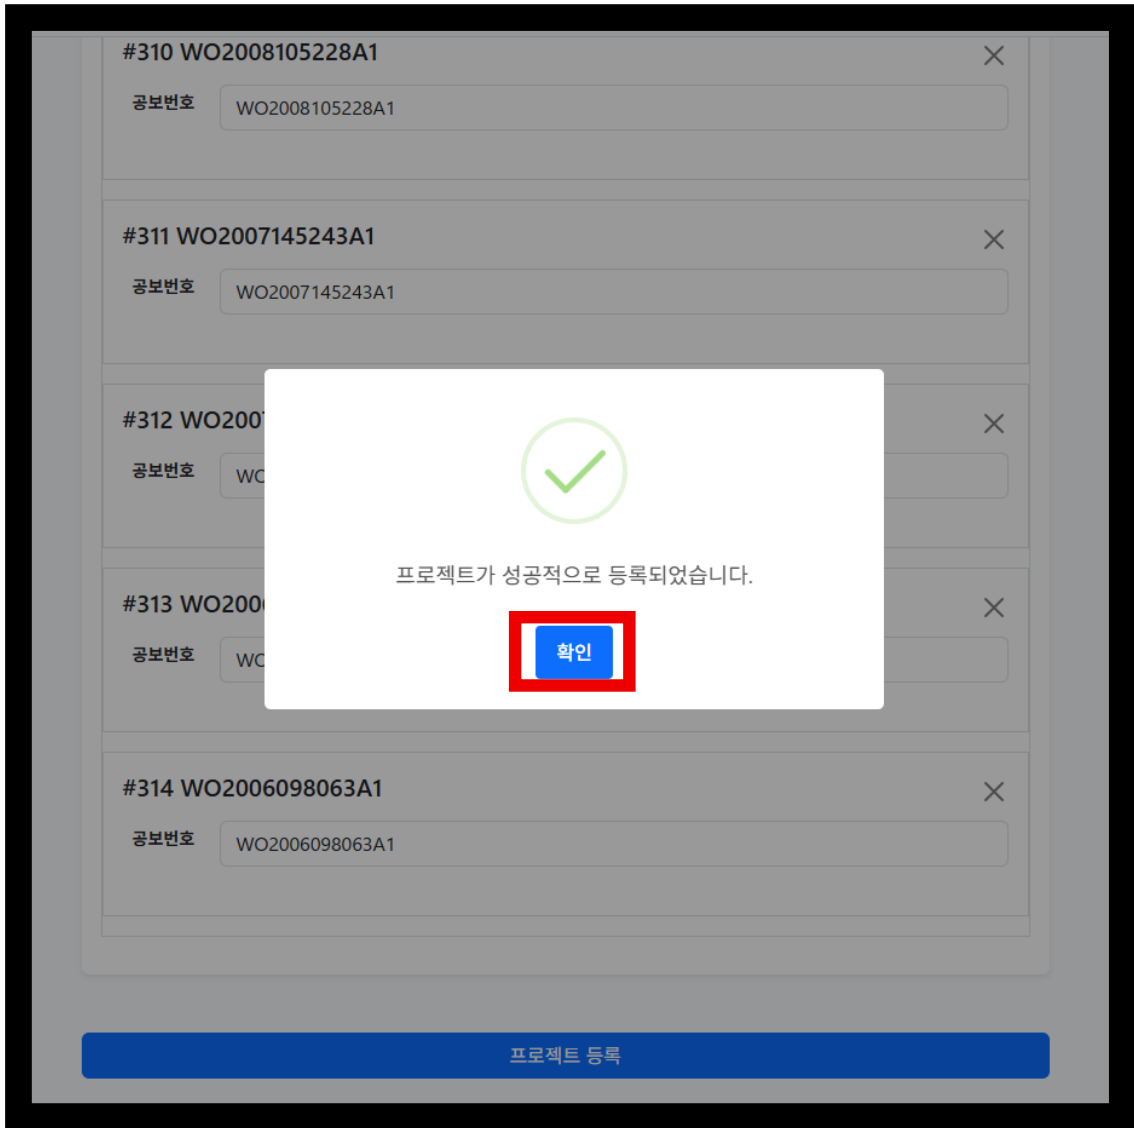 #310 WO2008105228A1
공보번호 WO2008105228A1
#311 WO2007145243A1
공보번호 WO2007145243A1
#312 WO2007
공보번호 WO
프로젝트가 성공적으로 등록되었습니다.
#313 WO200
공보번호 WO
확인
#314 WO2006098063A1
공보번호 WO2006098063A1
프로젝트 등록